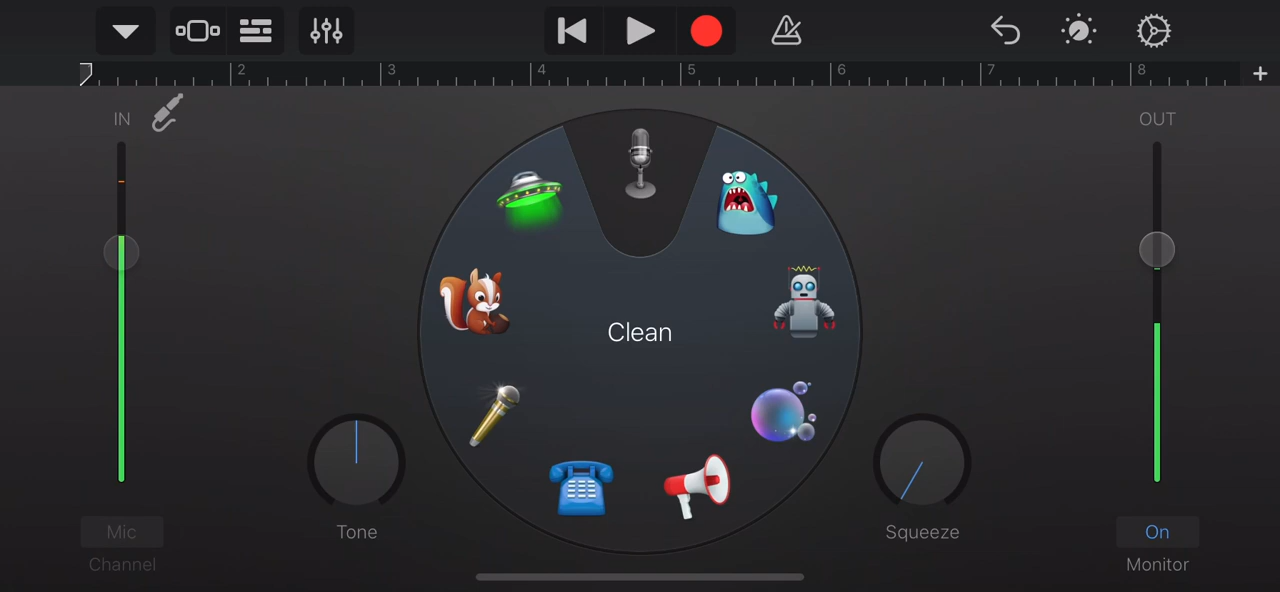 2 3 4 5 6 7 8
IN
OUT
Clean
Tone
Squeeze
Mic
On
Channel
Monitor